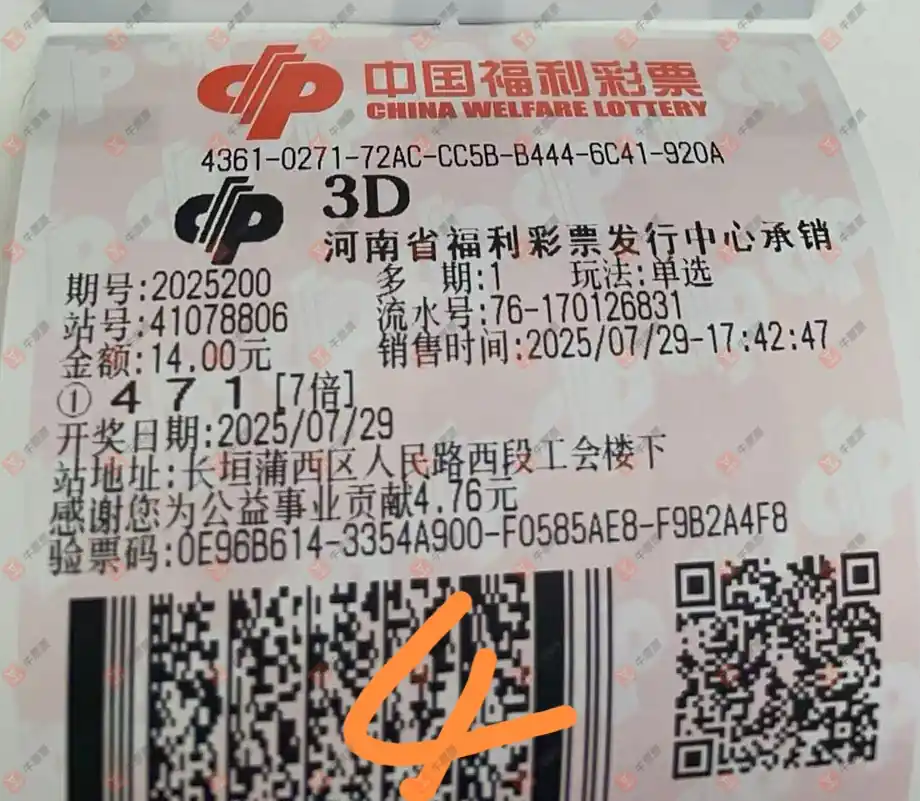 中国福利彩票
CHINA WELFARE LOTTERY
4361-0271-72AC-CC5B-B444-6C41-920A
3D
河南省福利彩票发行中心承销
期号:2025200 多 期:1 玩法:单选
站号:41078806 流水号:76-170126831
金额:14.00元 销售时间:2025/07/29-17:42:47
① 4 7 1 [7倍]
开奖日期:2025/07/29
站地址:长垣蒲西区人民路西段工会楼下
感谢您为公益事业贡献4.76元
验票码:0E96B614-3354A900-F0585AE8-F9B2A4F8
4